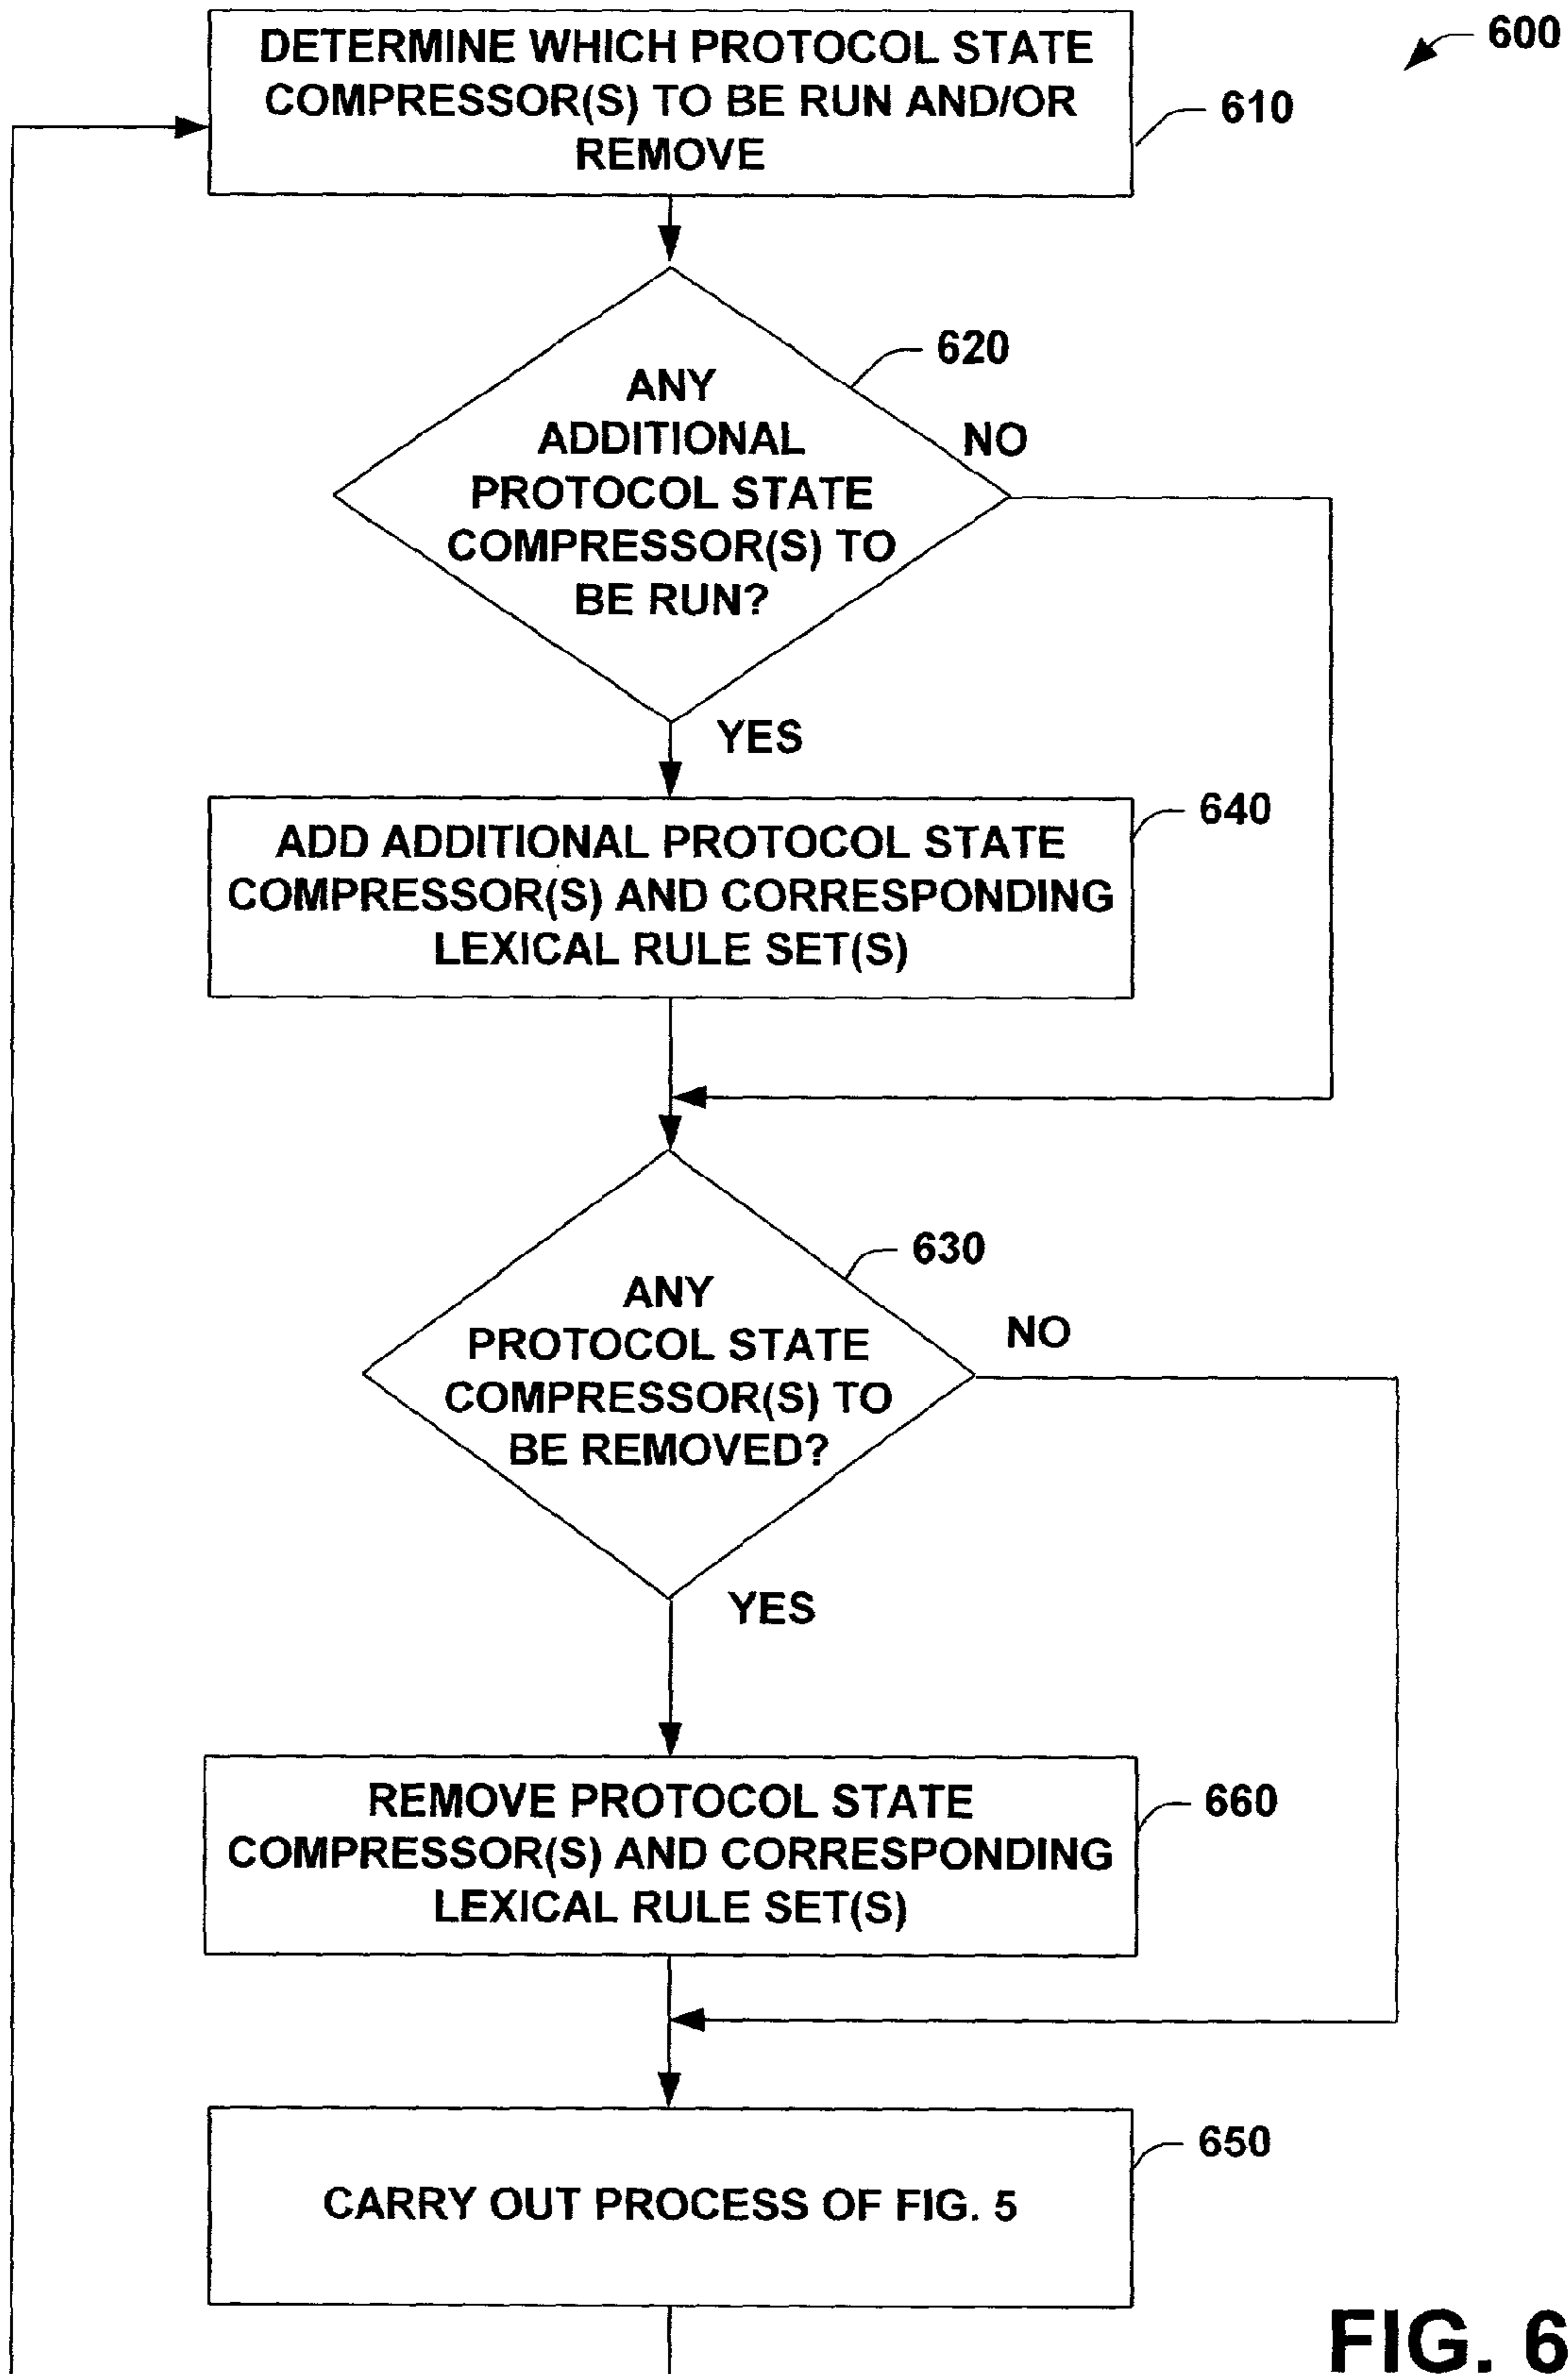 600
DETERMINE WHICH PROTOCOL STATE
COMPRESSOR(S) TO BE RUN AND/OR
REMOVE
610
620
ANY
ADDITIONAL
PROTOCOL STATE
COMPRESSOR(S) TO
BE RUN?
NO
YES
640
ADD ADDITIONAL PROTOCOL STATE
COMPRESSOR(S) AND CORRESPONDING
LEXICAL RULE SET(S)
630
ANY
PROTOCOL STATE
COMPRESSOR(S) TO
BE REMOVED?
NO
YES
660
REMOVE PROTOCOL STATE
COMPRESSOR(S) AND CORRESPONDING
LEXICAL RULE SET(S)
650
CARRY OUT PROCESS OF FIG. 5
FIG. 6